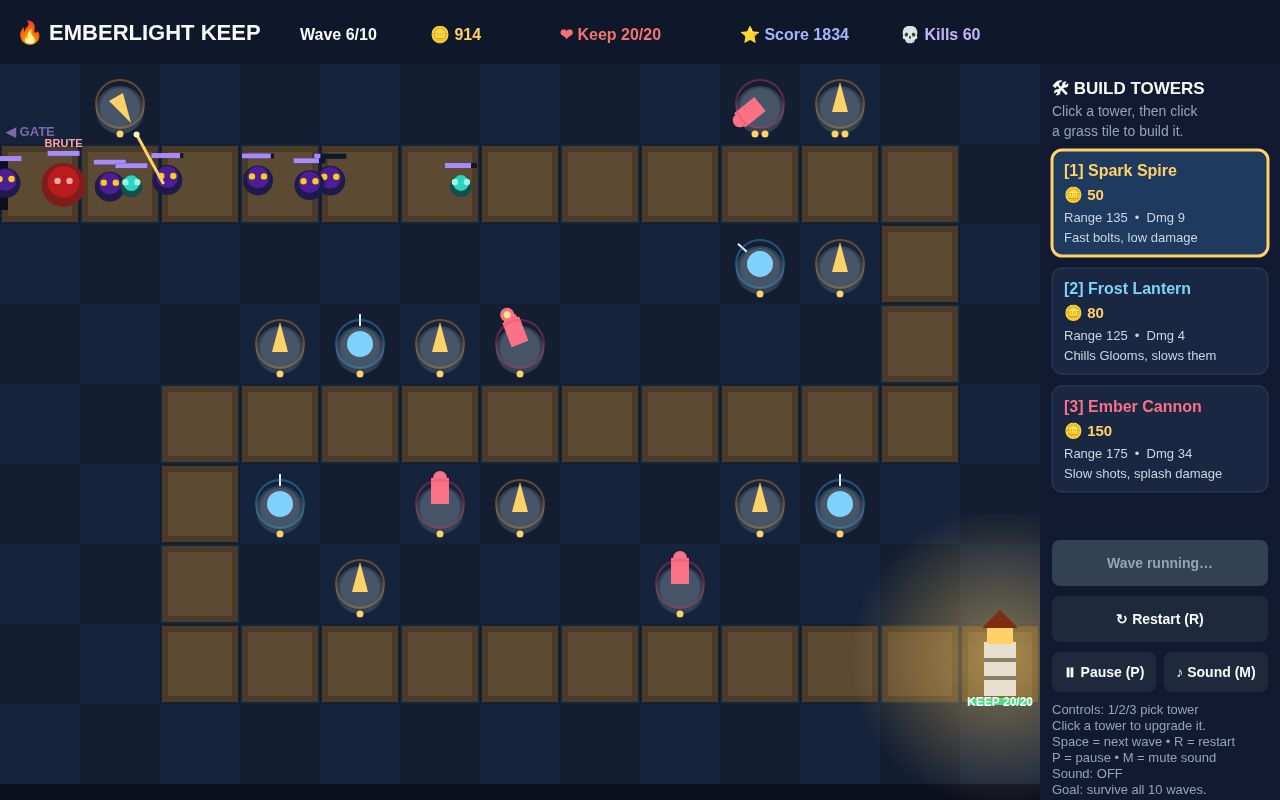 🔥 EMBERLIGHT KEEP
Wave 6/10
🪙 914
❤ Keep 20/20
⭐ Score 1834
💀 Kills 60
◀ GATE
BRUTE
KEEP 20/20
🛠 BUILD TOWERS
Click a tower, then click
a grass tile to build it.
[1] Spark Spire
🪙 50
Range 135 • Dmg 9
Fast bolts, low damage
[2] Frost Lantern
🪙 80
Range 125 • Dmg 4
Chills Glooms, slows them
[3] Ember Cannon
🪙 150
Range 175 • Dmg 34
Slow shots, splash damage
Wave running…
↻ Restart (R)
⏸ Pause (P)
♪ Sound (M)
Controls: 1/2/3 pick tower
Click a tower to upgrade it.
Space = next wave • R = restart
P = pause • M = mute sound
Sound: OFF
Goal: survive all 10 waves.